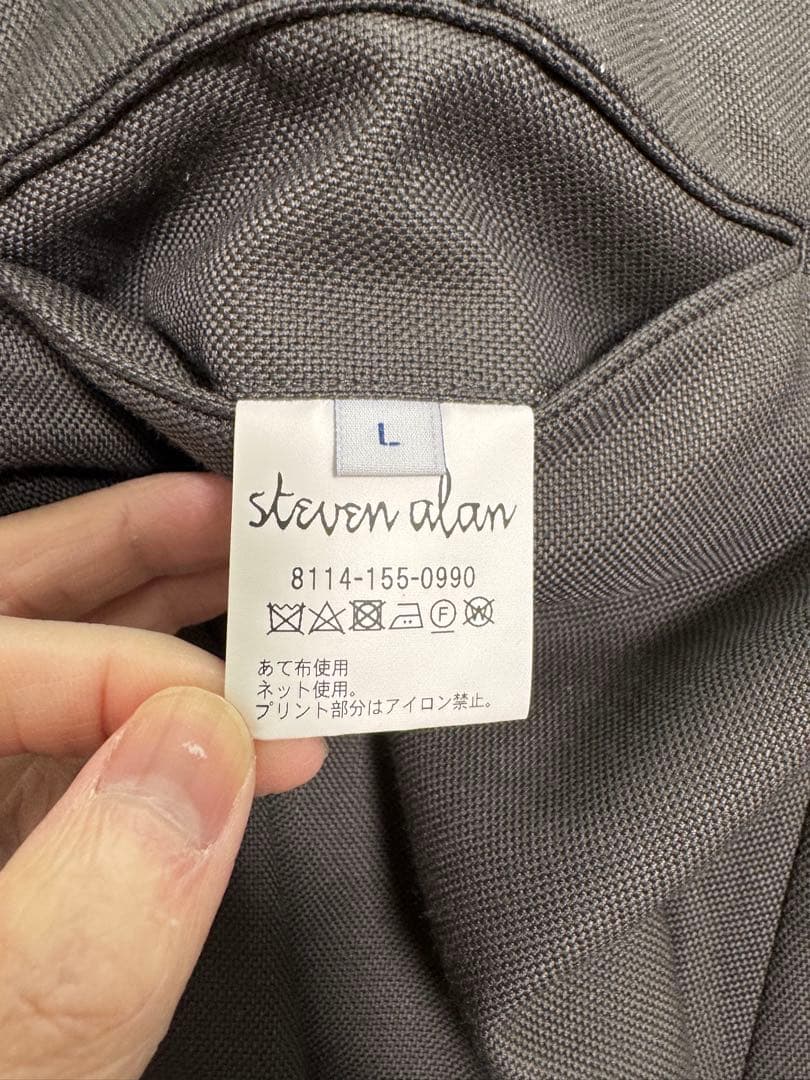 L
steven alan
8114-155-0990
F W
あて布使用
ネット使用。
プリント部分はアイロン禁止。